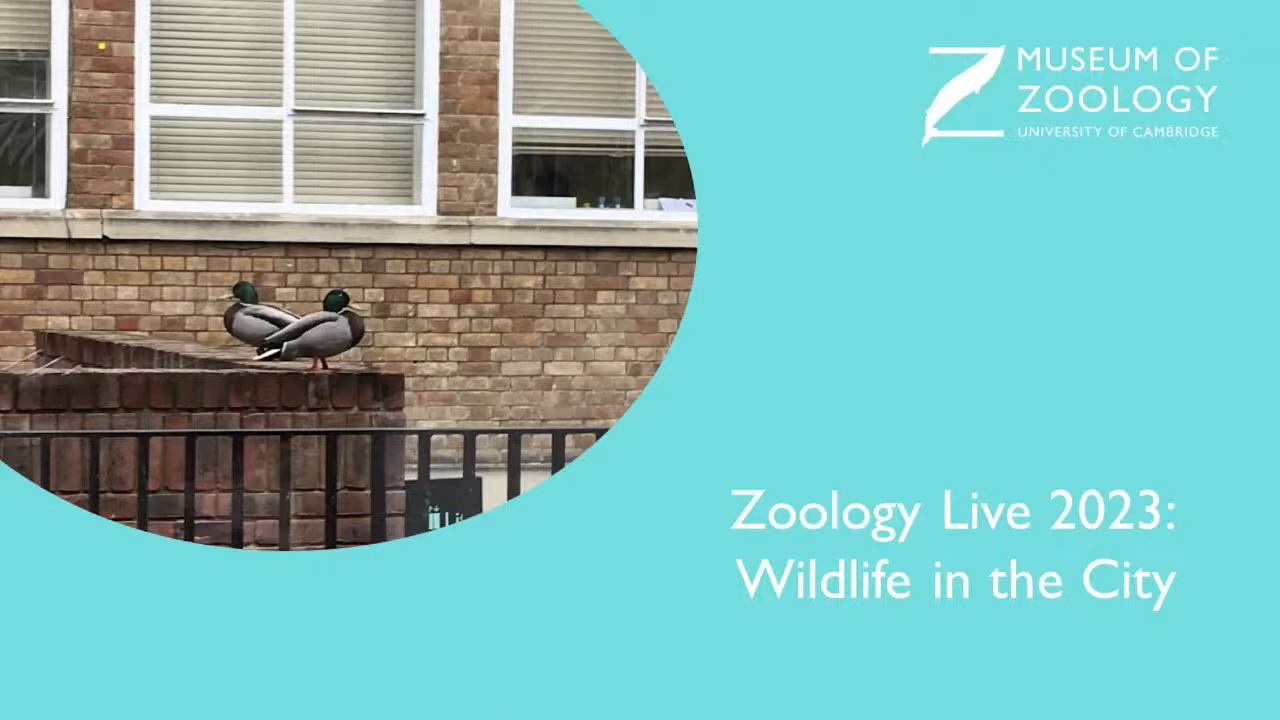 MUSEUM OF
ZOOLOGY
UNIVERSITY OF CAMBRIDGE
Zoology Live 2023:
Wildlife in the City